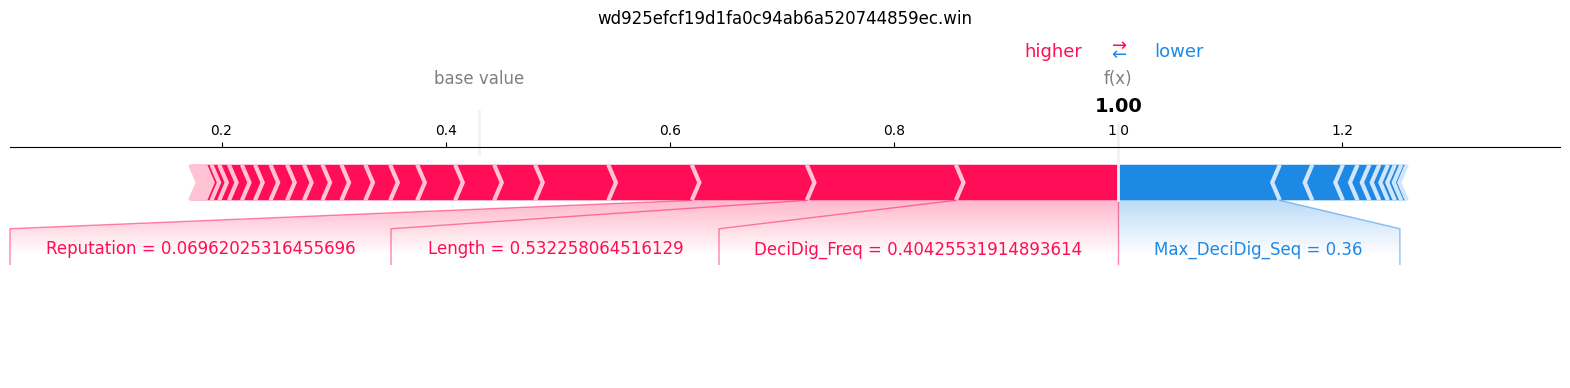 wd925efcf19d1fa0c94ab6a520744859ec.win
higher → ← lower
base value f(x)
1.00
0.2 0.4 0.6 0.8 1.0 1.2
Reputation = 0.06962025316455696 Length = 0.532258064516129 DeciDig_Freq = 0.40425531914893614 Max_DeciDig_Seq = 0.36